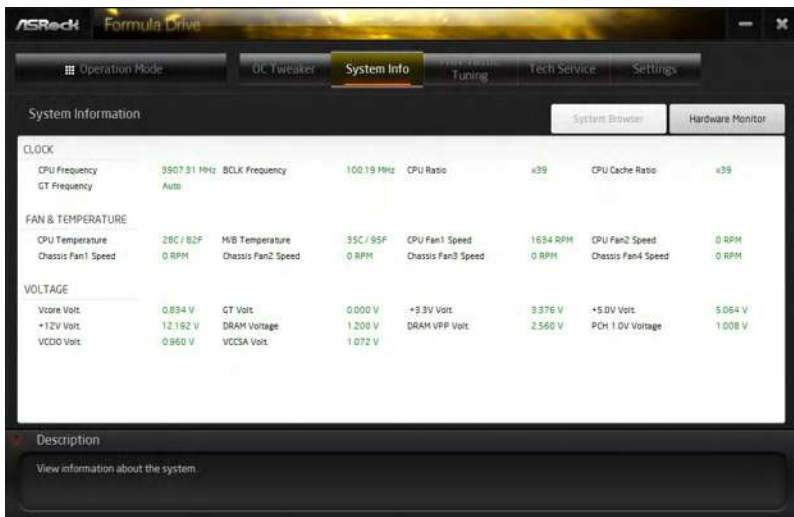 ASRock Formula Drive
Operation Mode OC Tweaker System Info Tuning Tech Service Settings
System Information System Browser Hardware Monitor
CLOCK
CPU Frequency 3907.31 MHz BCLK Frequency 100.19 MHz CPU Ratio x39 CPU Cache Ratio x39
GT Frequency Auto
FAN & TEMPERATURE
CPU Temperature 28C / 82F M/B Temperature 35C / 95F CPU Fan1 Speed 1634 RPM CPU Fan2 Speed 0 RPM
Chassis Fan1 Speed 0 RPM Chassis Fan2 Speed 0 RPM Chassis Fan3 Speed 0 RPM Chassis Fan4 Speed 0 RPM
VOLTAGE
Vcore Volt. 0.834 V GT Volt. 0.000 V +3.3V Volt. 3.376 V +5.0V Volt. 5.064 V
+12V Volt. 12.192 V DRAM Voltage 1.200 V DRAM VPP Volt. 2.560 V PCH 1.0V Voltage 1.008 V
VCCIO Volt. 0.960 V VCCSA Volt. 1.072 V
Description
View information about the system.